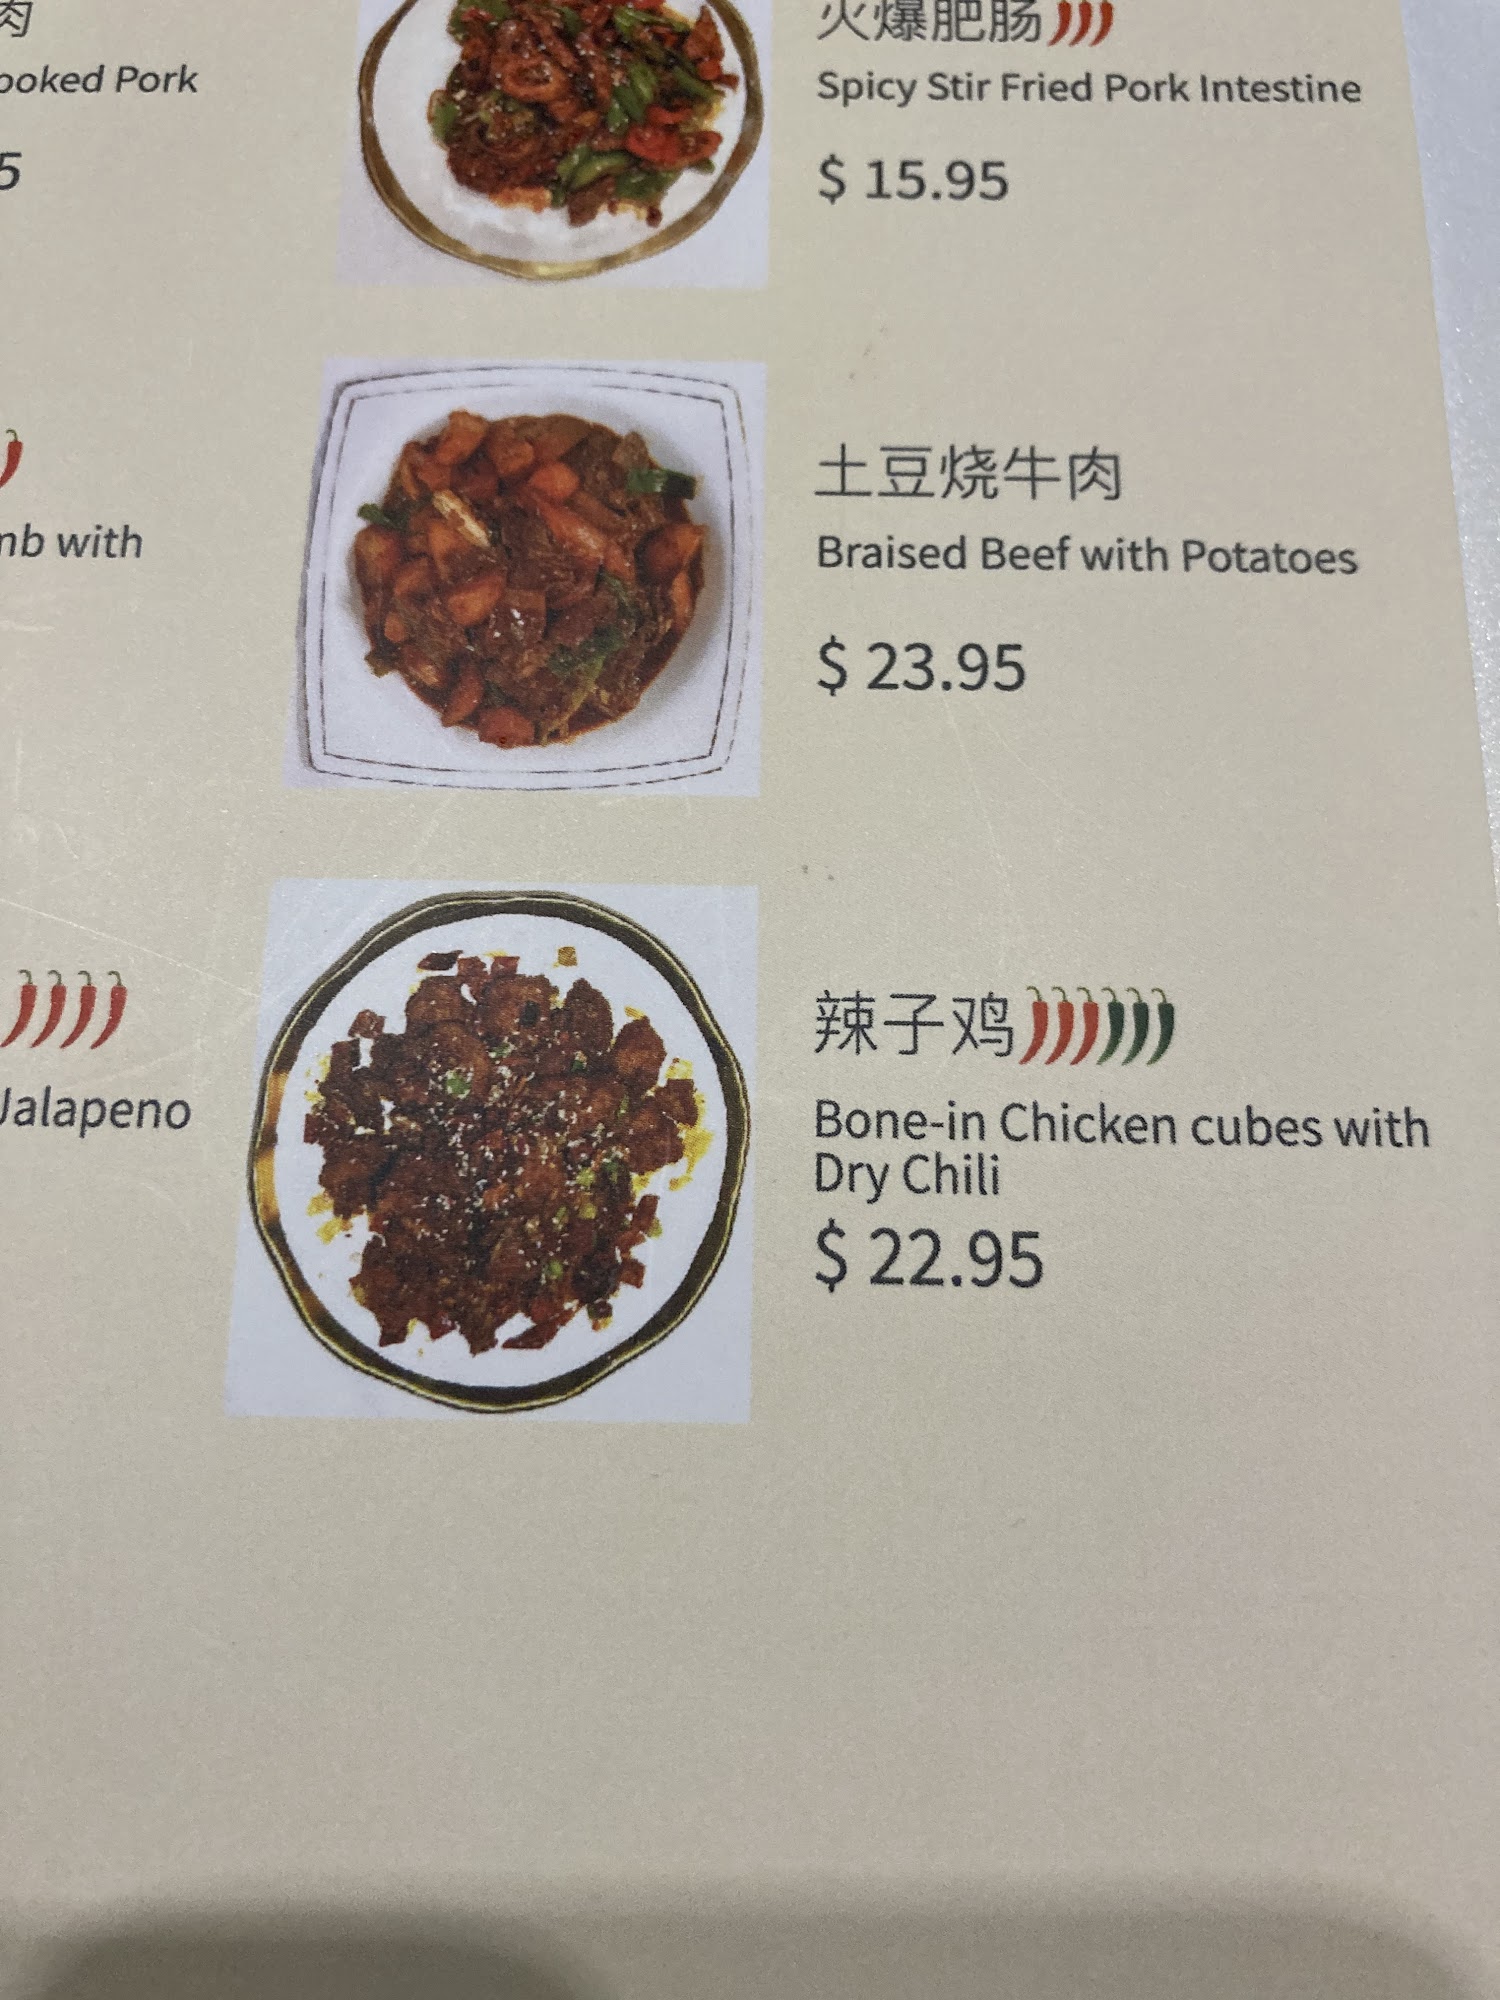 肉
ooked Pork
5
火爆肥肠
Spicy Stir Fried Pork Intestine
$ 15.95
mb with
土豆烧牛肉
Braised Beef with Potatoes
$ 23.95
Jalapeno
辣子鸡
Bone-in Chicken cubes with
Dry Chili
$ 22.95